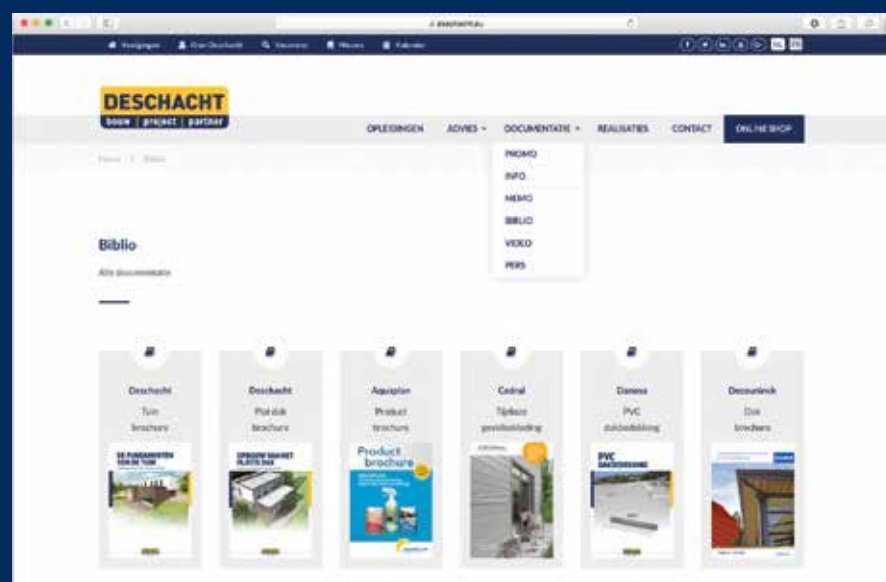 deschacht.eu
Vestigingen Over Deschacht Vacatures Nieuws Kalender NL FR
DESCHACHT
bouw | project | partner
OPLEIDINGEN ADVIES DOCUMENTATIE REALISATIES CONTACT ONLINE SHOP
PROMO
INFO
MEMO
BIBLIO
VIDEO
PERS
Home Biblio
Biblio
Alle documentatie
Deschacht
Tuin
brochure
DE FUNDAMENTEN
VAN DE TUIN
Deschacht
Plat dak
brochure
OPBOUW VAN HET
PLATTE DAK
Aquaplan
Product
brochure
Product
brochure
Cedral
Tijdloze
gevelbekleding
Danosa
PVC
dakbedekking
PVC
DAKBEDEKKING
Deceuninck
Dak
brochure